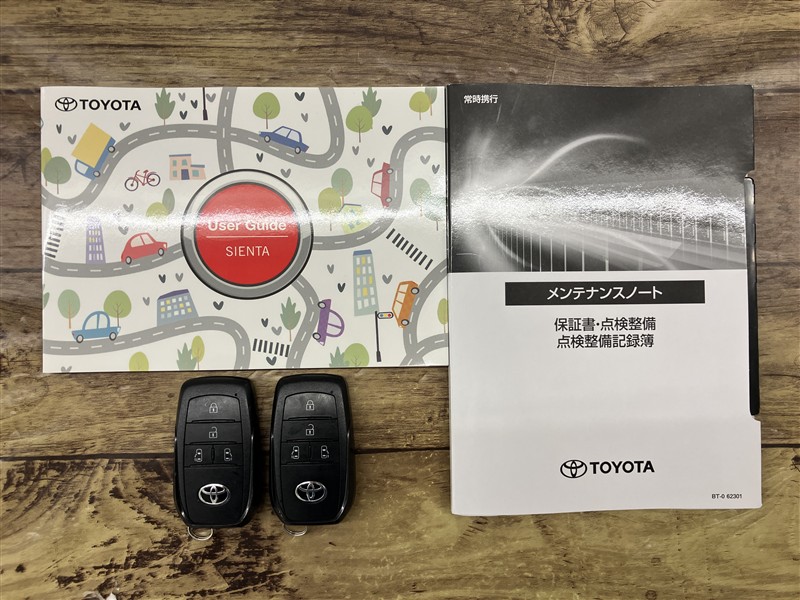 TOYOTA
User Guide
SIENTA
常時携行
メンテナンスノート
保証書・点検整備
点検整備記録簿
TOYOTA
BT-0 62301